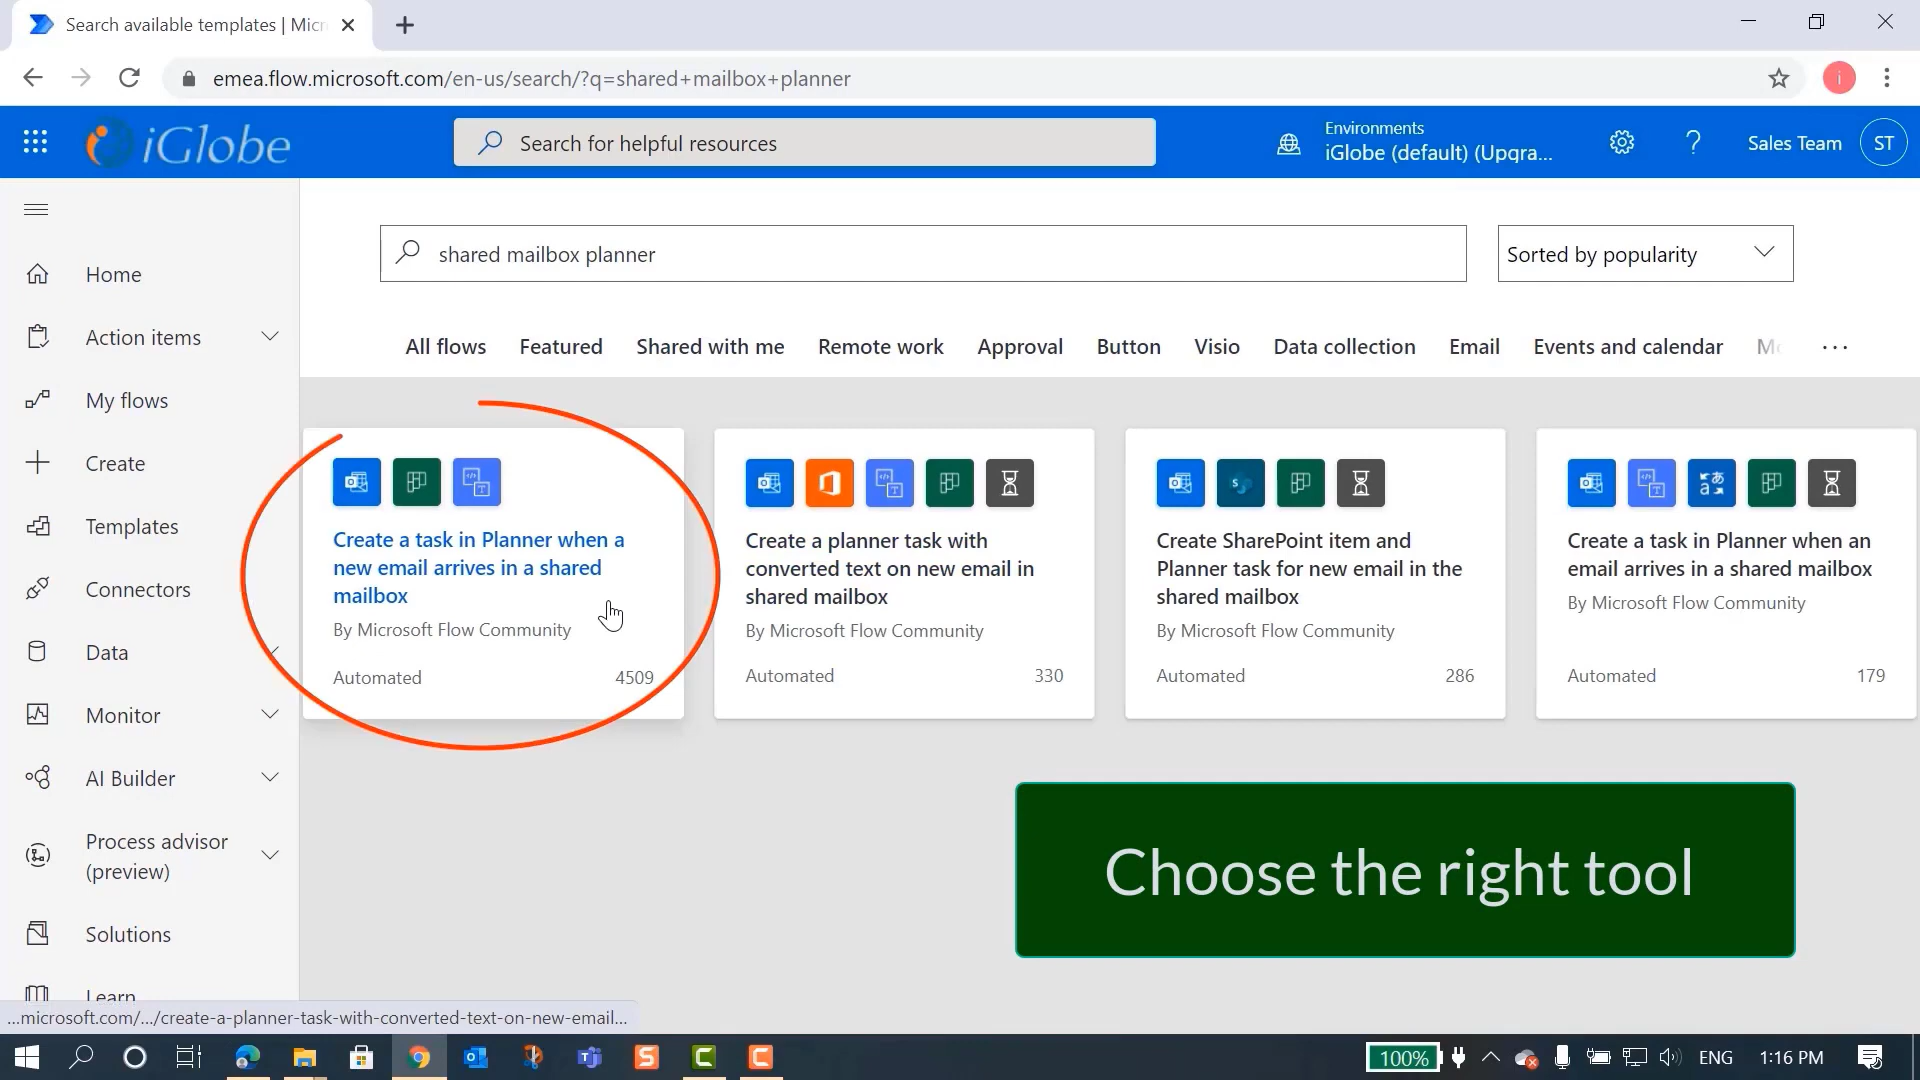 Search available templates | Micr
emea.flow.microsoft.com/en-us/search/?q=shared+mailbox+planner
i
iGlobe
Search for helpful resources
Environments
iGlobe (default) (Upgra...
?
Sales Team
ST
shared mailbox planner
Sorted by popularity
Home
Action items
My flows
Create
Templates
Connectors
Data
Monitor
AI Builder
Process advisor
(preview)
Solutions
Learn
All flows
Featured
Shared with me
Remote work
Approval
Button
Visio
Data collection
Email
Events and calendar
Mo
...
Create a task in Planner when a
new email arrives in a shared
mailbox
By Microsoft Flow Community
Automated
4509
Create a planner task with
converted text on new email in
shared mailbox
By Microsoft Flow Community
Automated
330
Create SharePoint item and
Planner task for new email in the
shared mailbox
By Microsoft Flow Community
Automated
286
Create a task in Planner when an
email arrives in a shared mailbox
By Microsoft Flow Community
Automated
179
Choose the right tool
...microsoft.com/.../create-a-planner-task-with-converted-text-on-new-email...
100%
ENG
1:16 PM